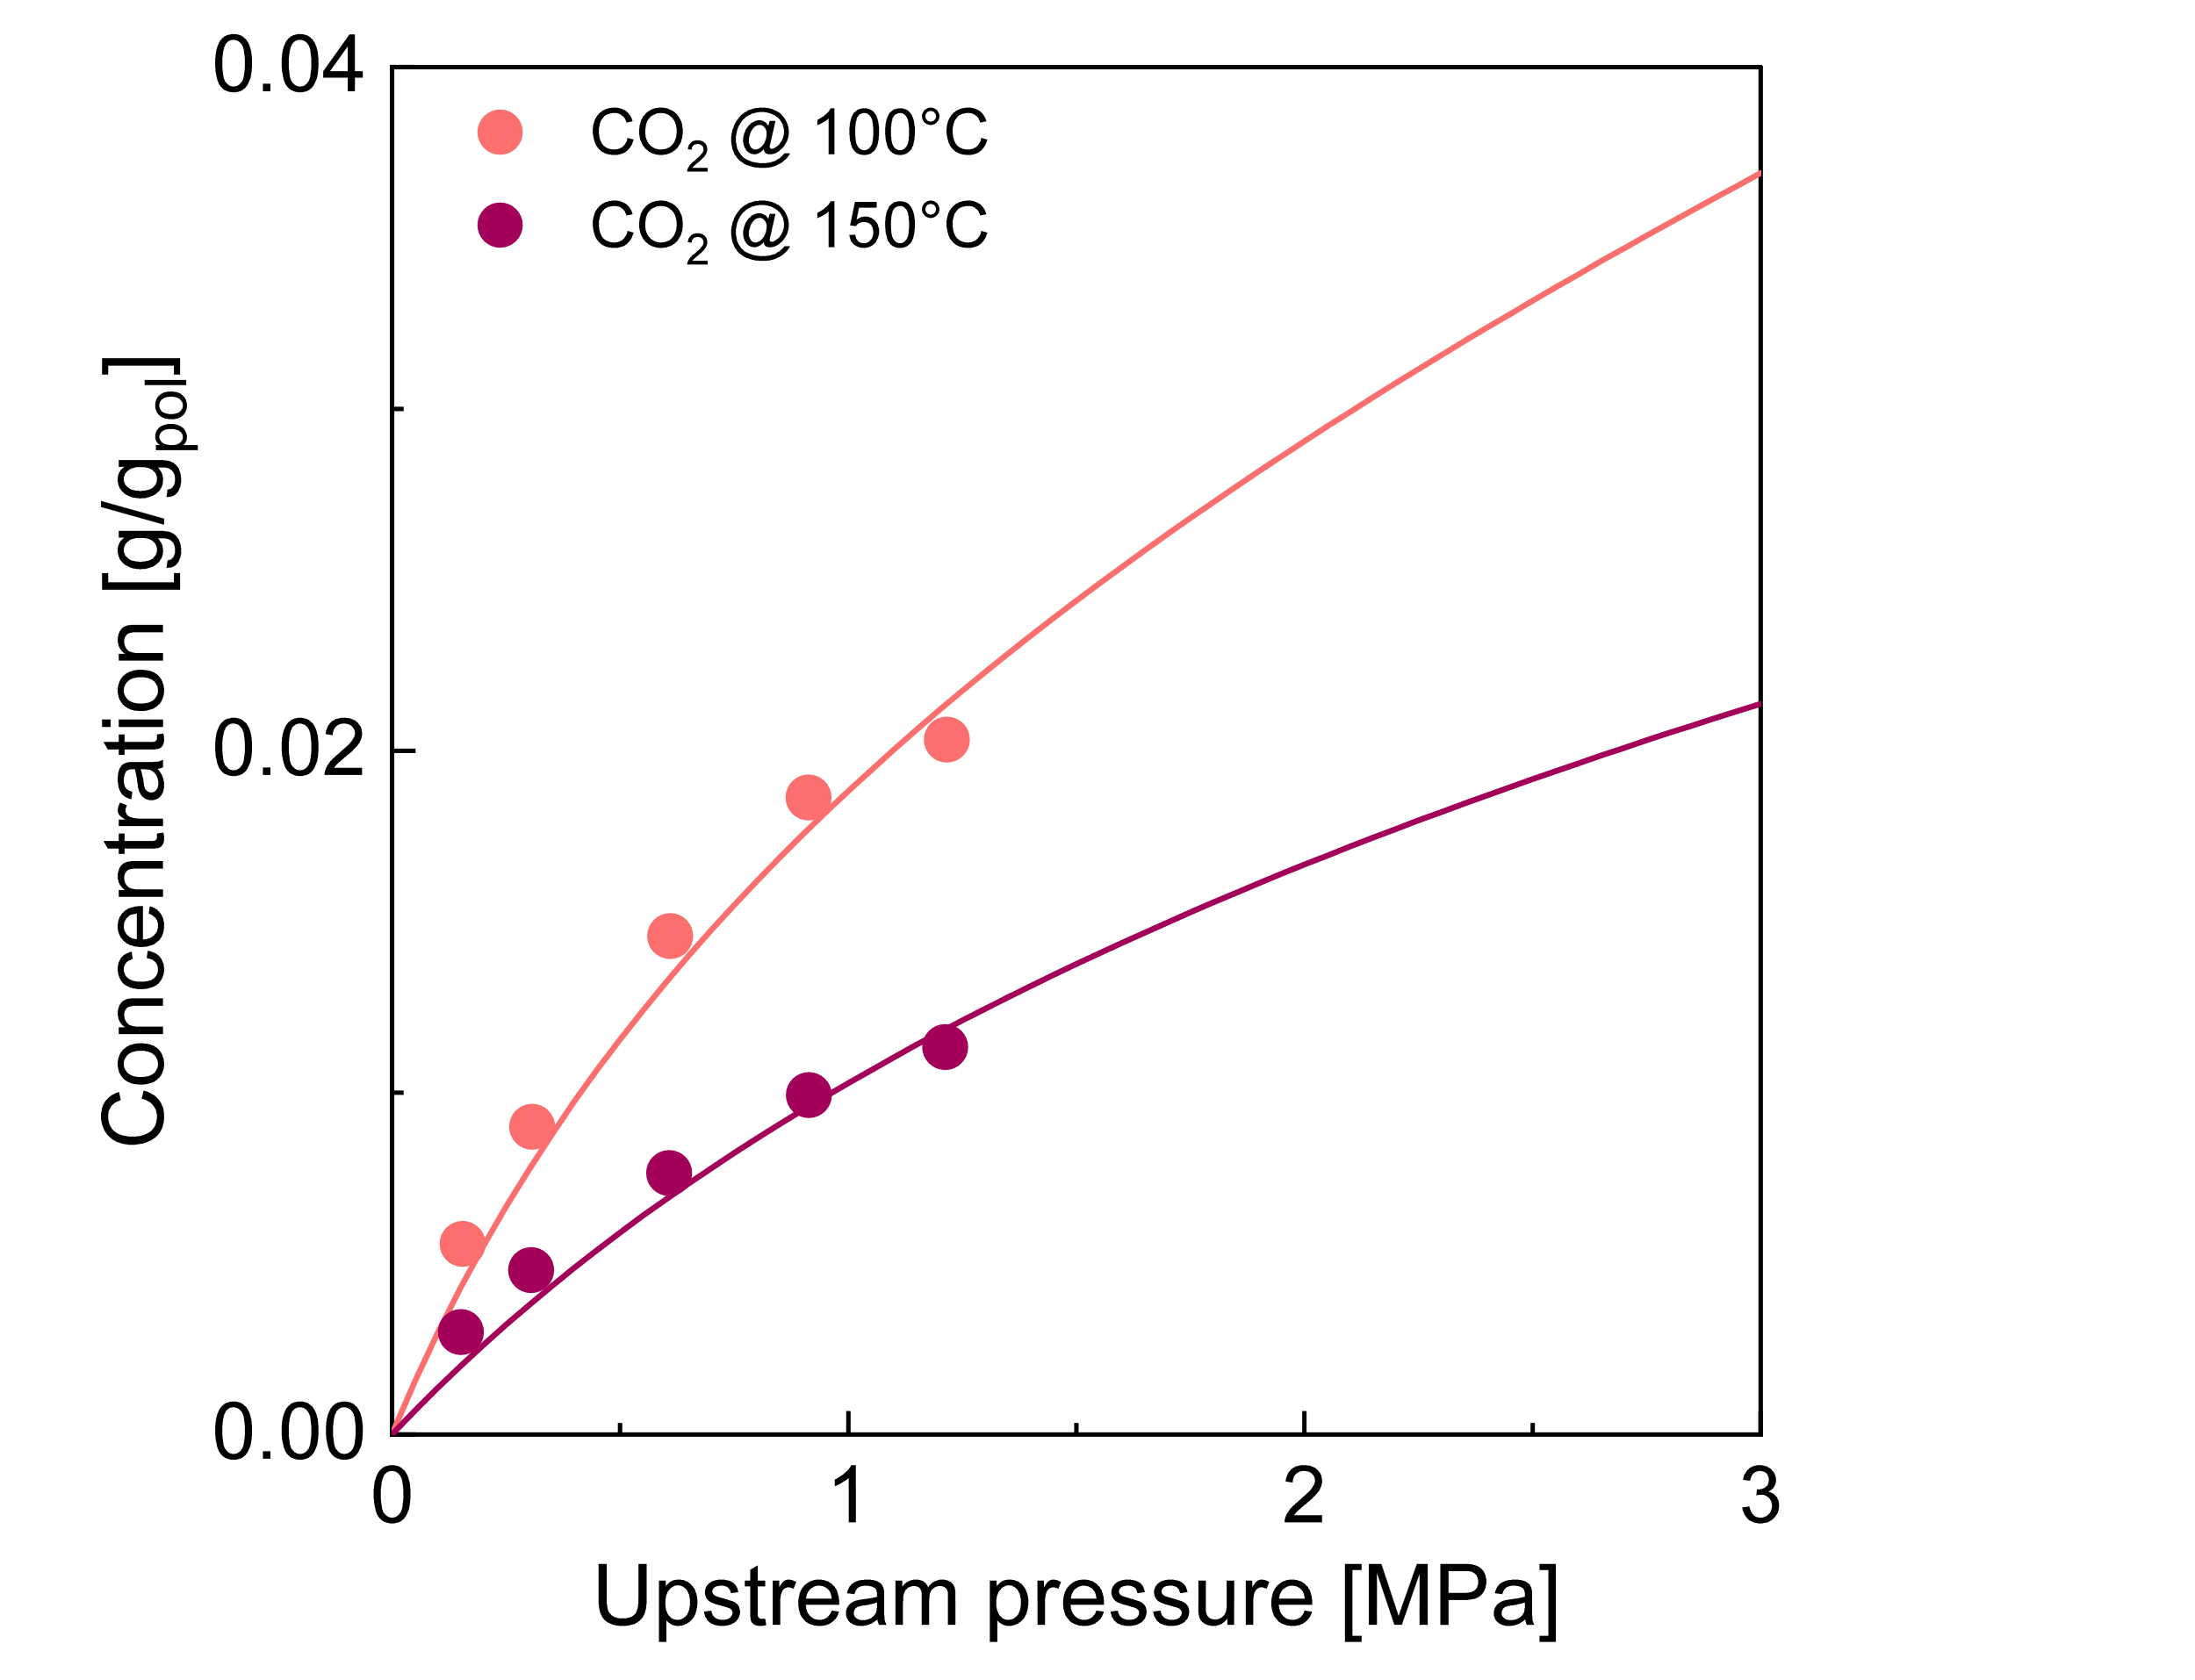 0.04
CO₂ @ 100°C
CO₂ @ 150°C
Concentration [g/gpol]
0.02
0.00
0 1 2 3
Upstream pressure [MPa]